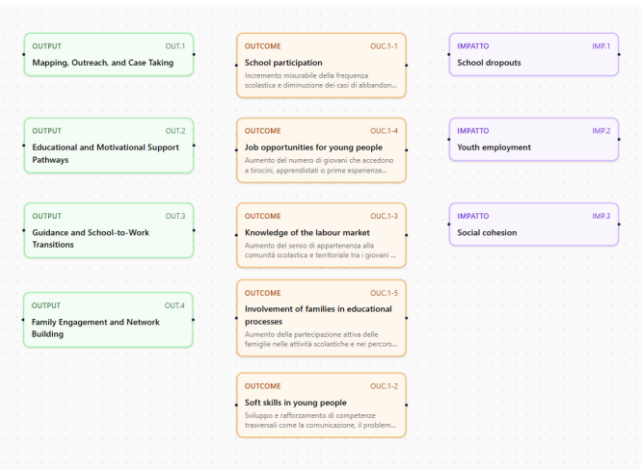 OUTPUT OUT.1
Mapping, Outreach, and Case Taking
OUTPUT OUT.2
Educational and Motivational Support
Pathways
OUTPUT OUT.3
Guidance and School-to-Work
Transitions
OUTPUT OUT.4
Family Engagement and Network
Building
OUTCOME OUC.1-1
School participation
Incremento misurabile della frequenza
scolastica e diminuzione dei casi di abbandon...
OUTCOME OUC.1-4
Job opportunities for young people
Aumento del numero di giovani che accedono
a tirocini, apprendistati o prime esperienze...
OUTCOME OUC.1-3
Knowledge of the labour market
Aumento del senso di appartenenza alla
comunità scolastica e territoriale tra i giovani ...
OUTCOME OUC.1-5
Involvement of families in educational
processes
Aumento della partecipazione attiva delle
famiglie nelle attività scolastiche e nei percors...
OUTCOME OUC.1-2
Soft skills in young people
Sviluppo e rafforzamento di competenze
trasversali come la comunicazione, il problem...
IMPATTO IMP.1
School dropouts
IMPATTO IMP.2
Youth employment
IMPATTO IMP.3
Social cohesion